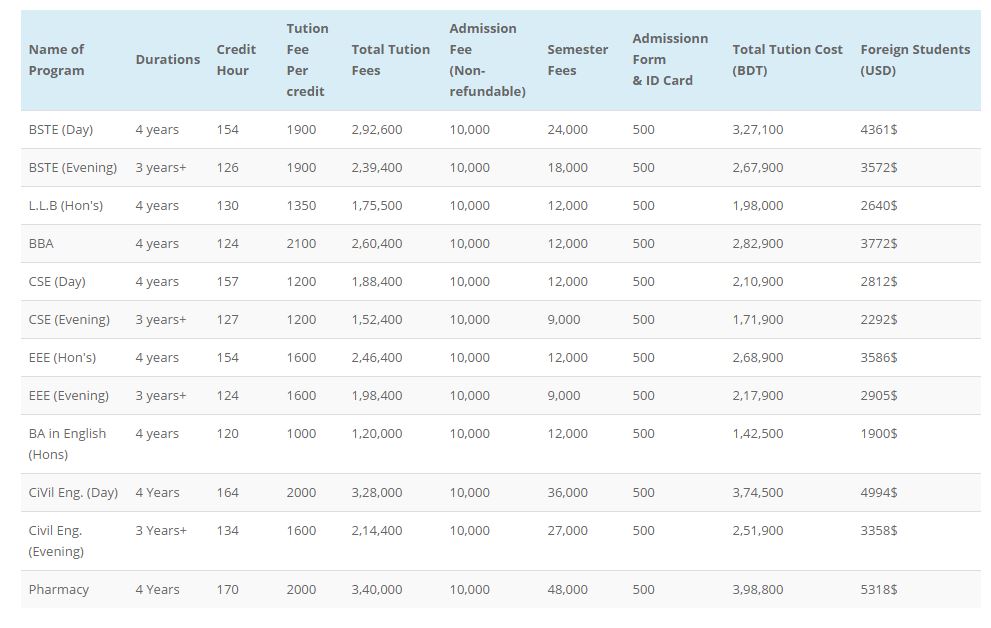 Name of Program Durations Credit Hour Tution Fee Per credit Total Tution Fees Admission Fee (Non-refundable) Semester Fees Admissionn Form & ID Card Total Tution Cost (BDT) Foreign Students (USD)
BSTE (Day) 4 years 154 1900 2,92,600 10,000 24,000 500 3,27,100 4361$
BSTE (Evening) 3 years+ 126 1900 2,39,400 10,000 18,000 500 2,67,900 3572$
L.L.B (Hon's) 4 years 130 1350 1,75,500 10,000 12,000 500 1,98,000 2640$
BBA 4 years 124 2100 2,60,400 10,000 12,000 500 2,82,900 3772$
CSE (Day) 4 years 157 1200 1,88,400 10,000 12,000 500 2,10,900 2812$
CSE (Evening) 3 years+ 127 1200 1,52,400 10,000 9,000 500 1,71,900 2292$
EEE (Hon's) 4 years 154 1600 2,46,400 10,000 12,000 500 2,68,900 3586$
EEE (Evening) 3 years+ 124 1600 1,98,400 10,000 9,000 500 2,17,900 2905$
BA in English (Hons) 4 years 120 1000 1,20,000 10,000 12,000 500 1,42,500 1900$
CiVil Eng. (Day) 4 Years 164 2000 3,28,000 10,000 36,000 500 3,74,500 4994$
Civil Eng. (Evening) 3 Years+ 134 1600 2,14,400 10,000 27,000 500 2,51,900 3358$
Pharmacy 4 Years 170 2000 3,40,000 10,000 48,000 500 3,98,800 5318$